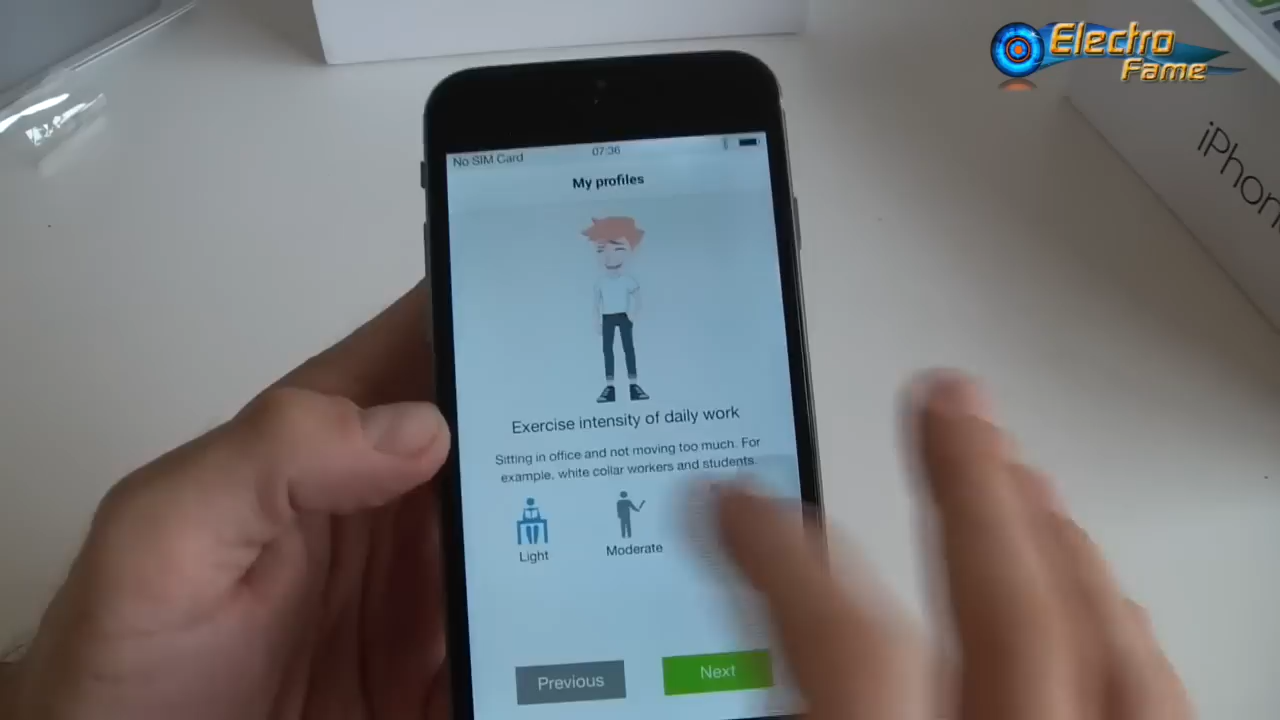 Electro
Fame
iPhon
No SIM Card
07:36
My profiles
Exercise intensity of daily work
Sitting in office and not moving too much. For
example, white collar workers and students.
Light
Moderate
Previous
Next